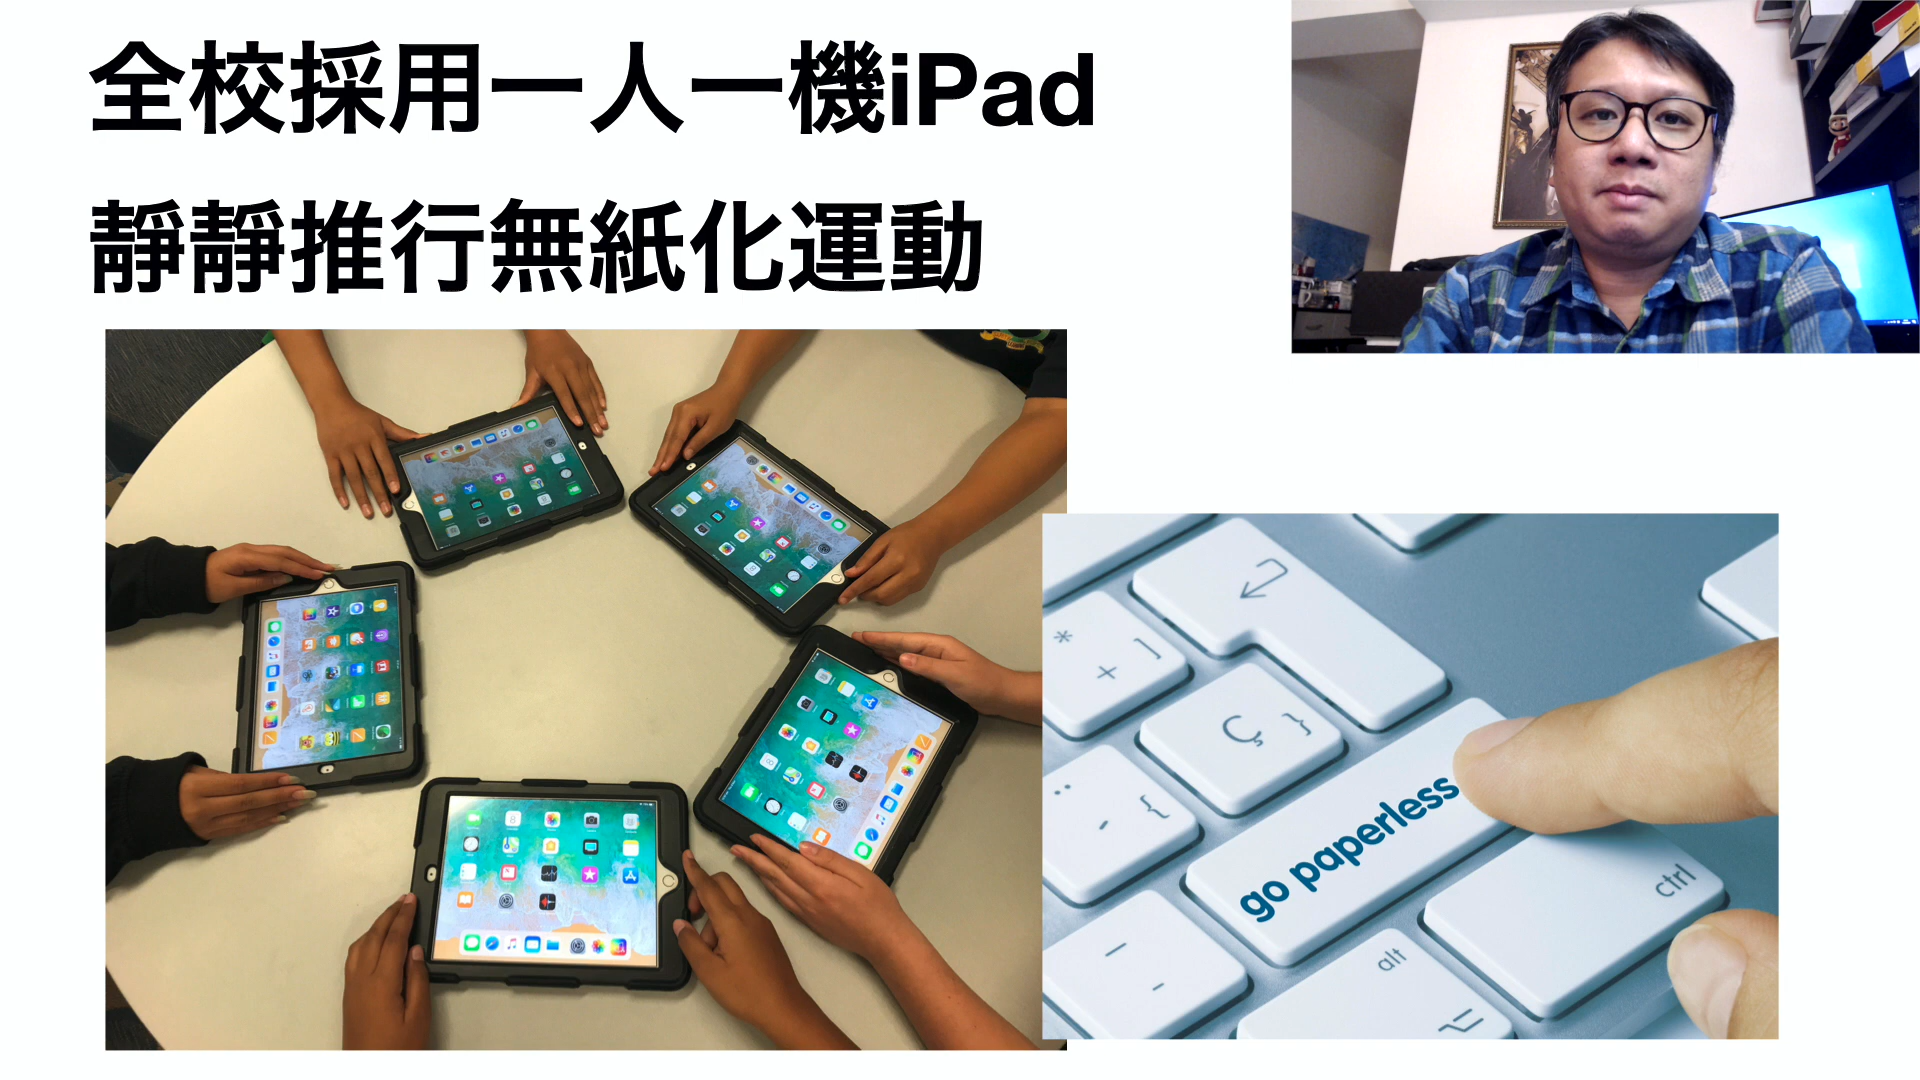 全校採用一人一機iPad
靜靜推行無紙化運動
*
+ ]
Ç }
¨ {
-
go paperless
ctrl
alt